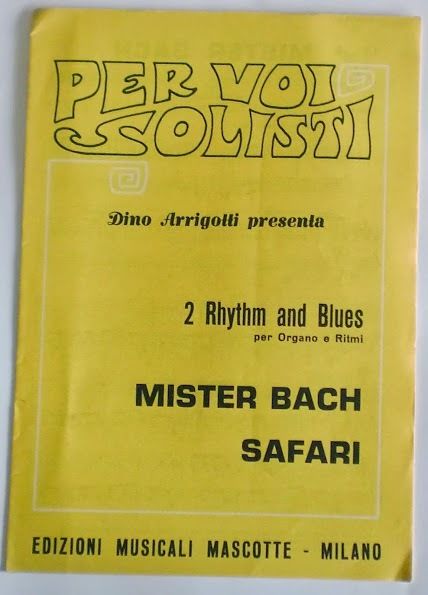 PER VOI
SOLISTI
Dino Arrigotti presenta
2 Rhythm and Blues
per Organo e Ritmi
MISTER BACH
SAFARI
EDIZIONI MUSICALI MASCOTTE - MILANO